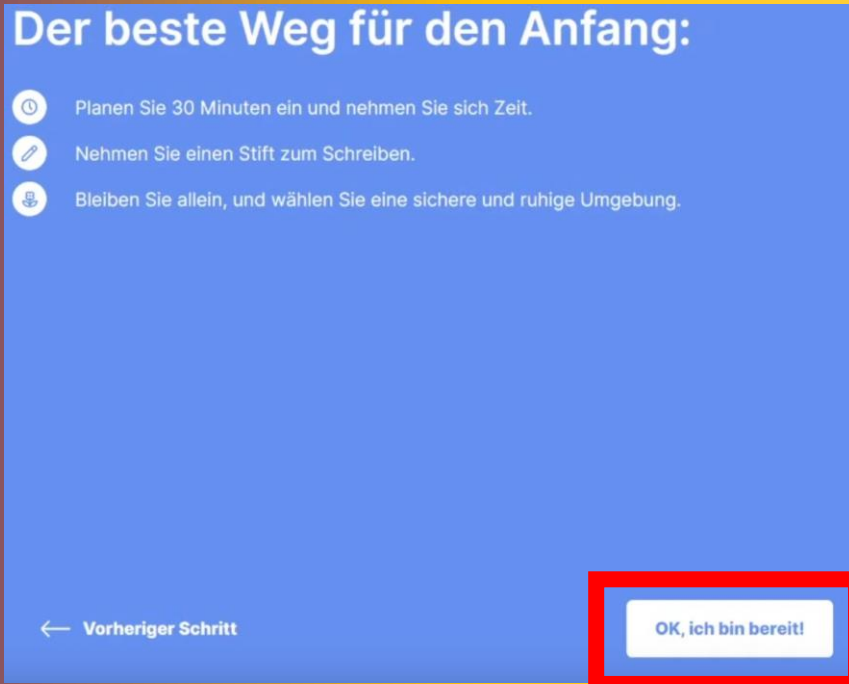 Der beste Weg für den Anfang:
Planen Sie 30 Minuten ein und nehmen Sie sich Zeit.
Nehmen Sie einen Stift zum Schreiben.
Bleiben Sie allein, und wählen Sie eine sichere und ruhige Umgebung.
← Vorheriger Schritt
OK, ich bin bereit!